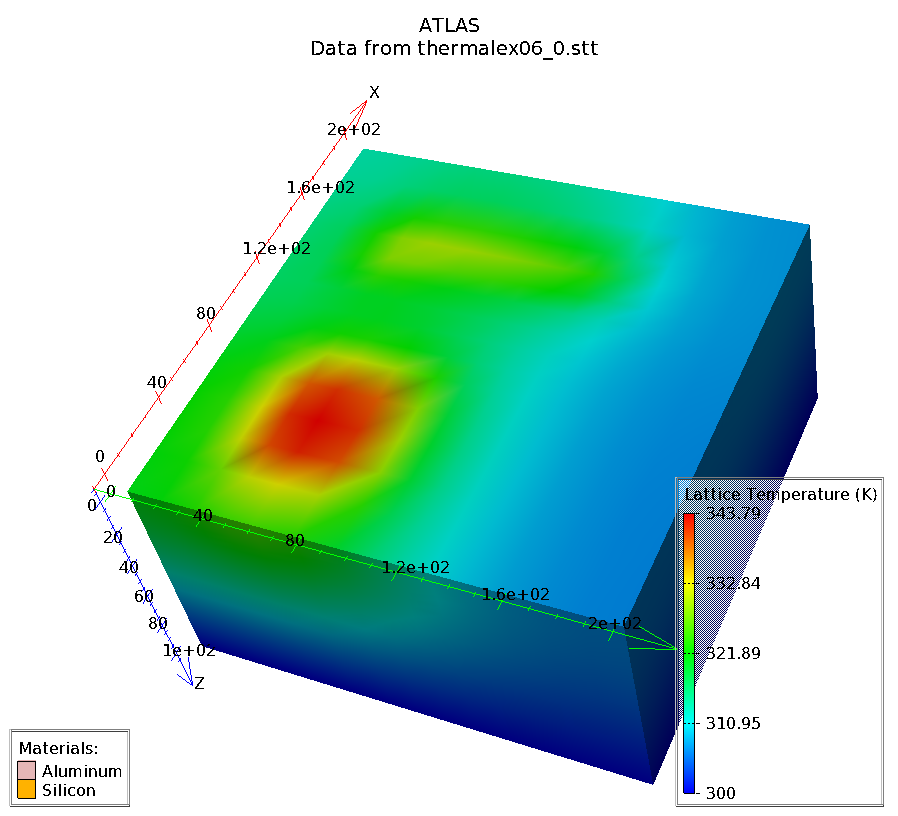 ATLAS
Data from thermalex06_0.stt
X
2e+02
1.6e+02
1.2e+02
80
40
0
0
0
20
40
60
80
1e+02
Z
40
80
1.2e+02
1.6e+02
2e+02
Lattice Temperature (K)
343.79
332.84
321.89
310.95
300
Materials:
Aluminum
Silicon